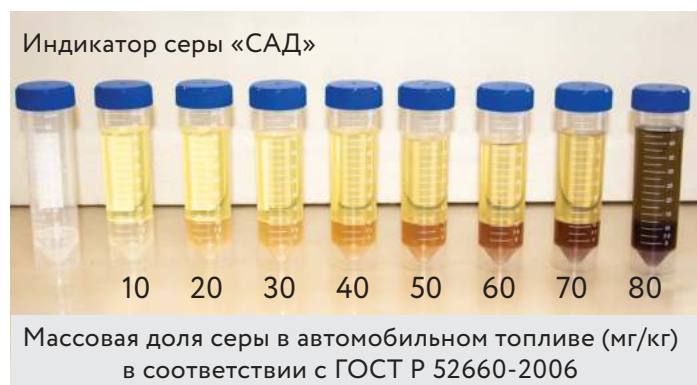 Индикатор серы «САД»
10 20 30 40 50 60 70 80
Массовая доля серы в автомобильном топливе (мг/кг)
в соответствии с ГОСТ Р 52660-2006